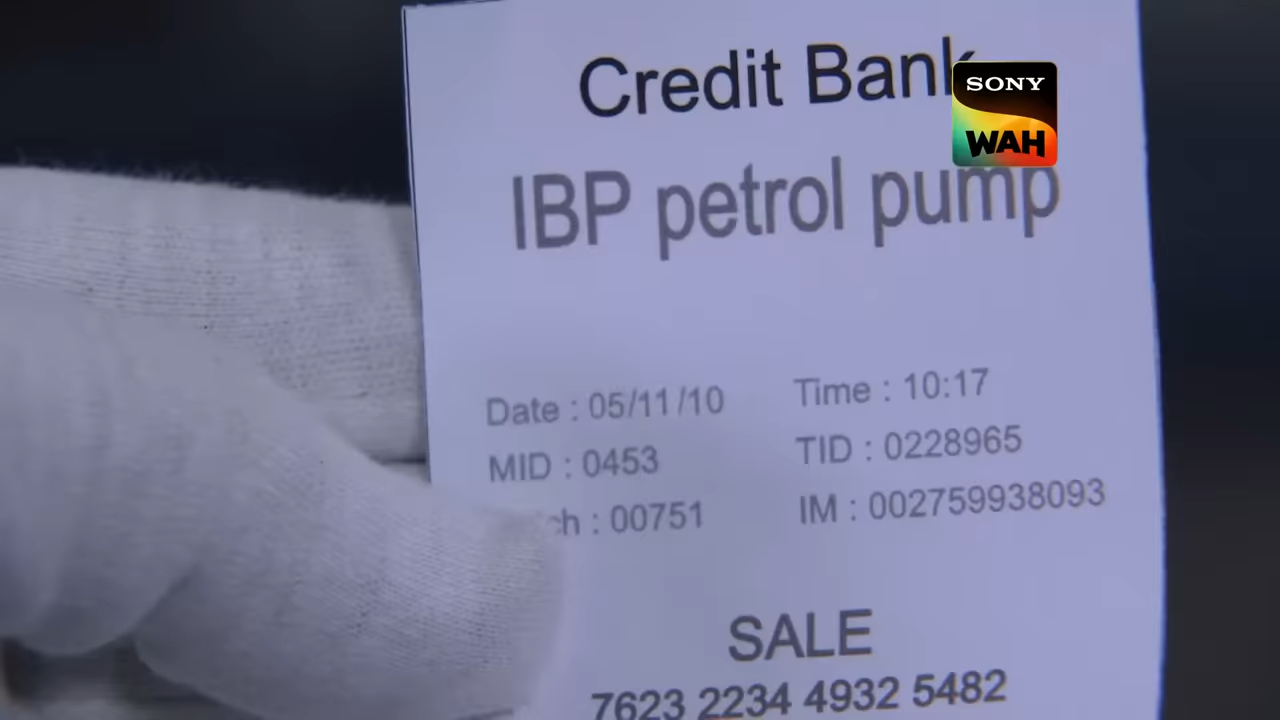 Credit Bank
SONY
WAH
IBP petrol pump
Date : 05/11/10 Time : 10:17
MID : 0453 TID : 0228965
ch : 00751 IM : 002759938093
SALE
7623 2234 4932 5482